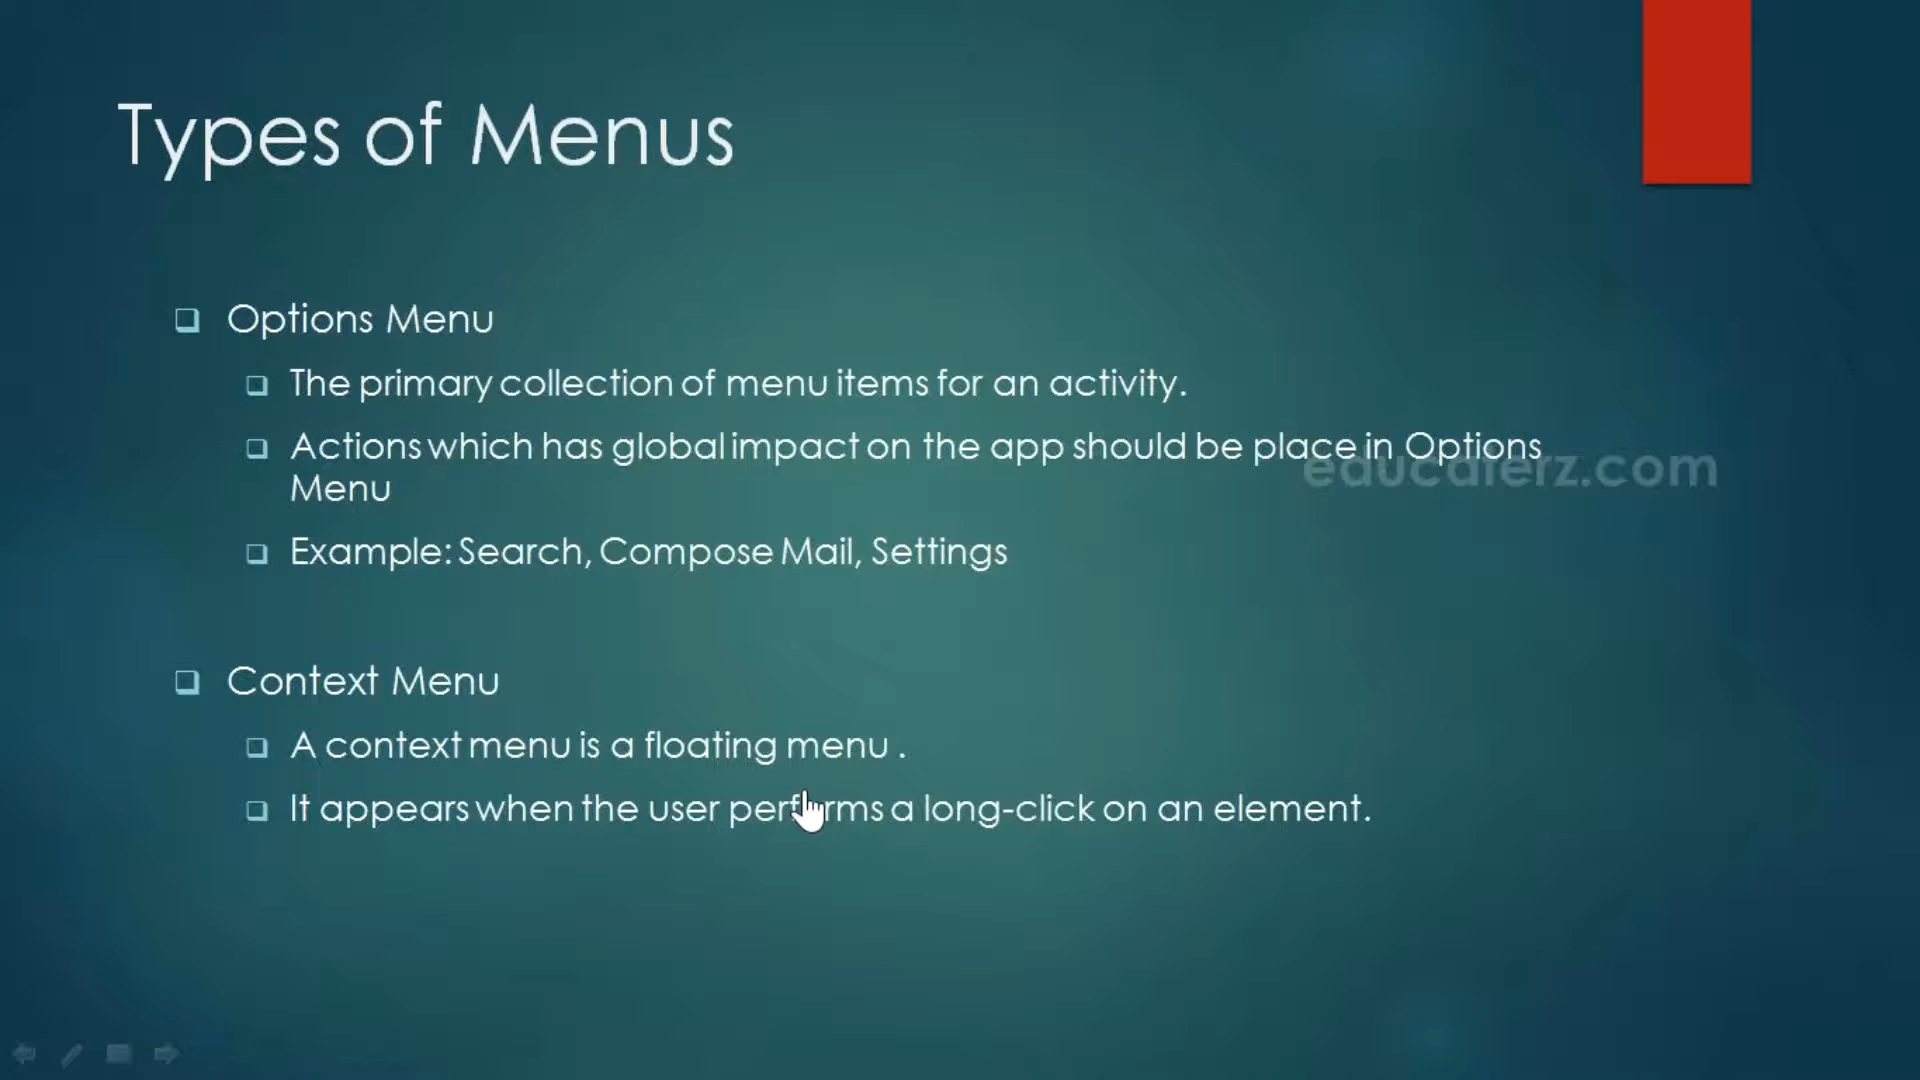 Types of Menus
Options Menu
The primary collection of menu items for an activity.
Actions which has global impact on the app should be place in Options
Menu
educaterz.com
Example: Search, Compose Mail, Settings
Context Menu
A context menu is a floating menu .
It appears when the user performs a long-click on an element.